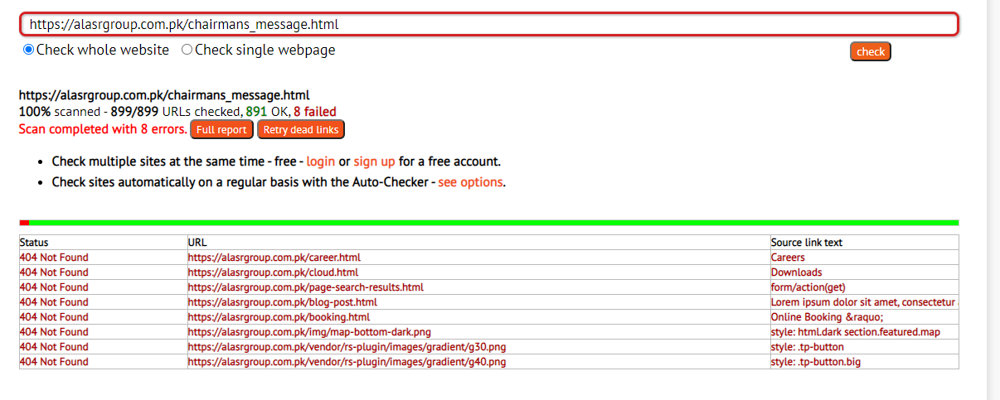 https://alasrgroup.com.pk/chairmans_message.html
Check whole website Check single webpage check
https://alasrgroup.com.pk/chairmans_message.html
100% scanned - 899/899 URLs checked, 891 OK, 8 failed
Scan completed with 8 errors. Full report Retry dead links
• Check multiple sites at the same time - free - login or sign up for a free account.
• Check sites automatically on a regular basis with the Auto-Checker - see options.
Status URL Source link text
404 Not Found https://alasrgroup.com.pk/career.html Careers
404 Not Found https://alasrgroup.com.pk/cloud.html Downloads
404 Not Found https://alasrgroup.com.pk/page-search-results.html form/action(get)
404 Not Found https://alasrgroup.com.pk/blog-post.html Lorem ipsum dolor sit amet, consectetur
404 Not Found https://alasrgroup.com.pk/booking.html Online Booking &raquo;
404 Not Found https://alasrgroup.com.pk/img/map-bottom-dark.png style: html.dark section.featured.map
404 Not Found https://alasrgroup.com.pk/vendor/rs-plugin/images/gradient/g30.png style: .tp-button
404 Not Found https://alasrgroup.com.pk/vendor/rs-plugin/images/gradient/g40.png style: .tp-button.big